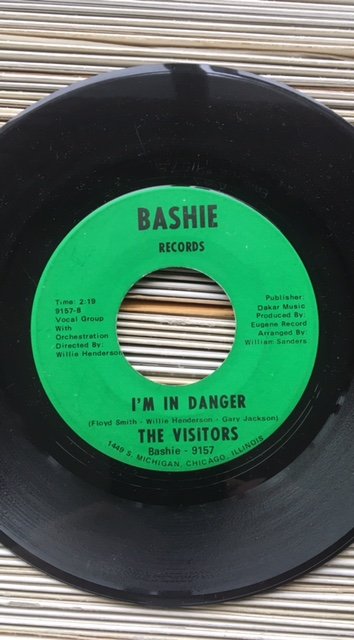 BASHIE
RECORDS
Time: 2:19
9157-B
Vocal Group
With
Orchestration
Directed By:
Willie Henderson
Publisher:
Dakar Music
Produced By:
Eugene Record
Arranged By:
William Sanders
I'M IN DANGER
(Floyd Smith - Willie Henderson - Gary Jackson)
THE VISITORS
Bashie - 9157
1449 S. MICHIGAN, CHICAGO, ILLINOIS